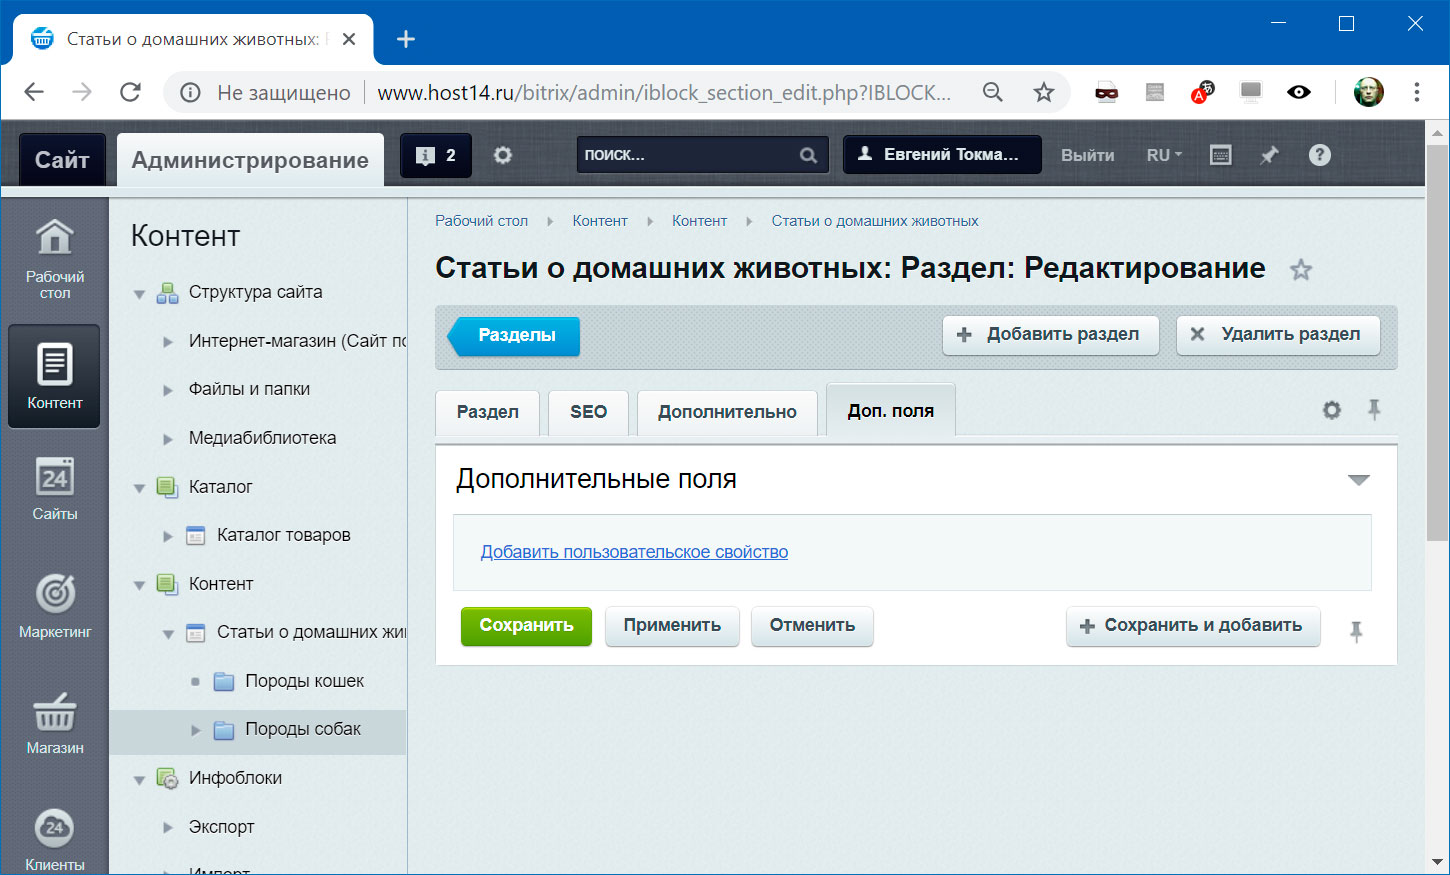 Статьи о домашних животных:
Не защищено
www.host14.ru/bitrix/admin/iblock_section_edit.php?IBLOCK...
Сайт
Администрирование
2
поиск...
Евгений Токма...
Выйти
RU
?
Рабочий
стол
Контент
24
Сайты
Маркетинг
Магазин
24
Клиенты
Контент
Структура сайта
Интернет-магазин (Сайт по
Файлы и папки
Медиабиблиотека
Каталог
Каталог товаров
Контент
Статьи о домашних жи
Породы кошек
Породы собак
Инфоблоки
Экспорт
Импорт
Рабочий стол
Контент
Контент
Статьи о домашних животных
Статьи о домашних животных: Раздел: Редактирование
Разделы
+ Добавить раздел
× Удалить раздел
Раздел
SEO
Дополнительно
Доп. поля
Дополнительные поля
Добавить пользовательское свойство
Сохранить
Применить
Отменить
+ Сохранить и добавить